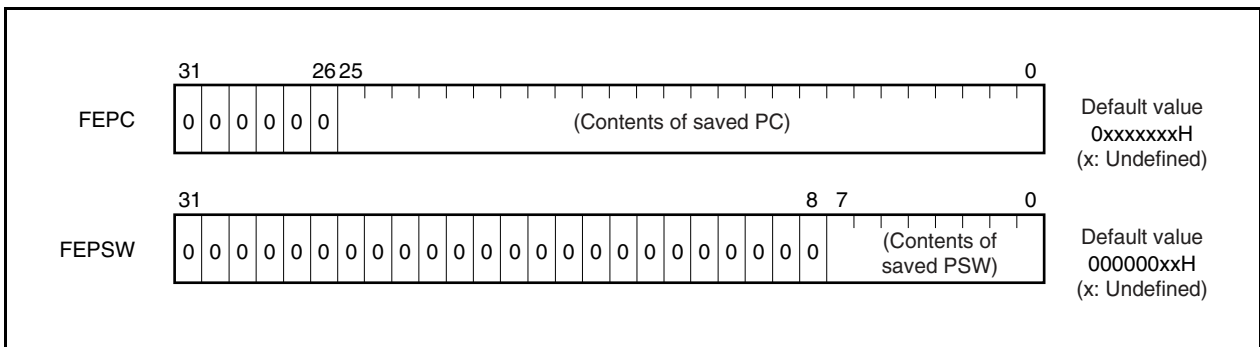 31 26 25 0
FEPC 0 0 0 0 0 0 (Contents of saved PC)
Default value
0xxxxxxxH
(x: Undefined)
31 8 7 0
FEPSW 0 0 0 0 0 0 0 0 0 0 0 0 0 0 0 0 0 0 0 0 0 0 0 0 (Contents of
saved PSW)
Default value
000000xxH
(x: Undefined)